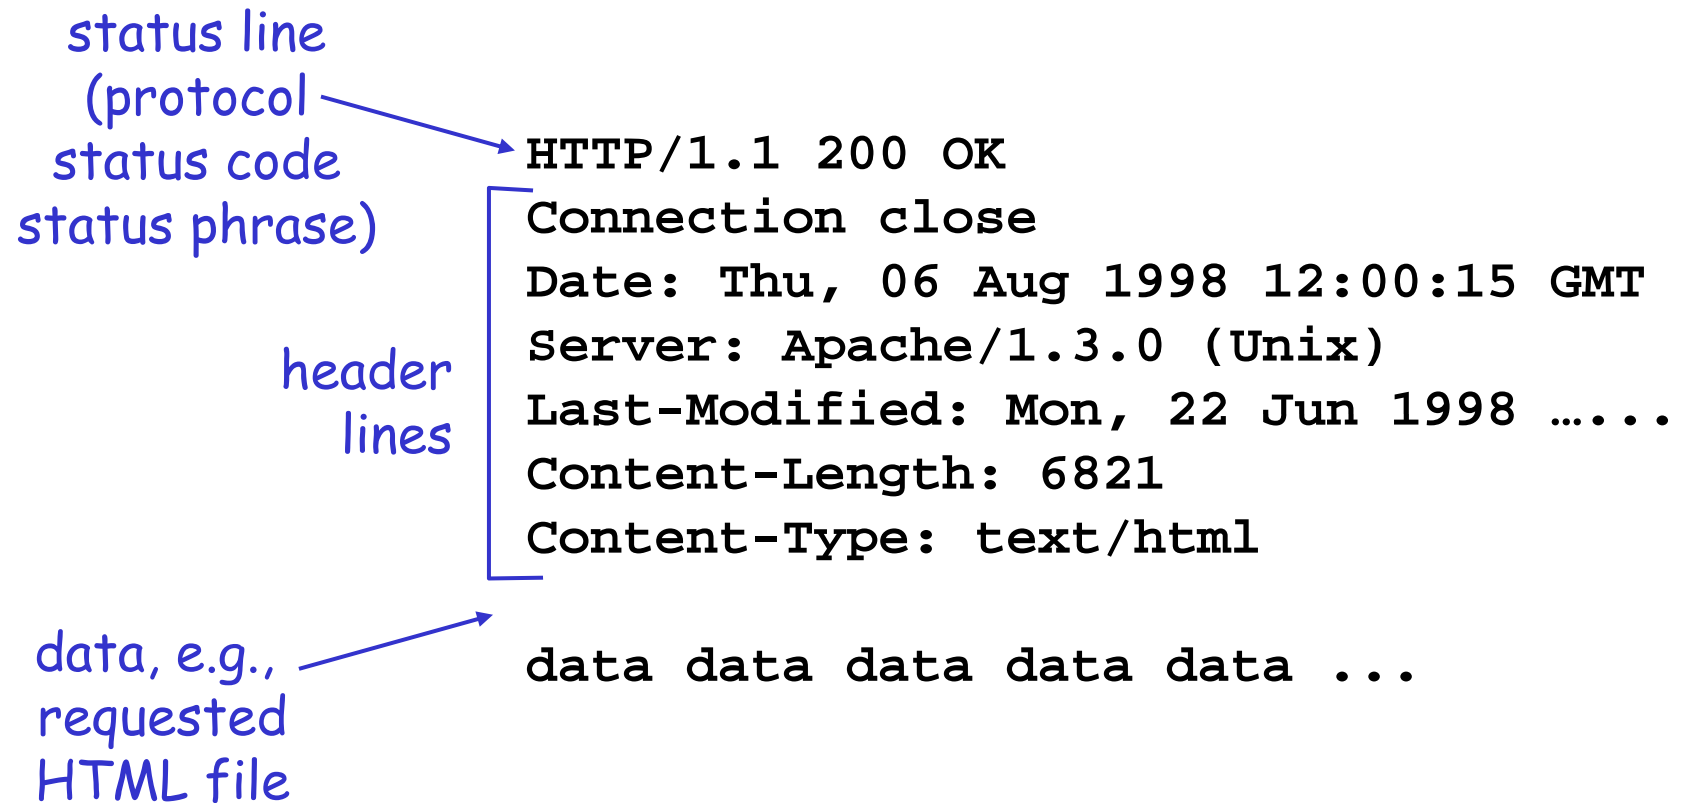 status line
(protocol
status code
status phrase)
HTTP/1.1 200 OK
Connection close
Date: Thu, 06 Aug 1998 12:00:15 GMT
Server: Apache/1.3.0 (Unix)
Last-Modified: Mon, 22 Jun 1998 …...
Content-Length: 6821
Content-Type: text/html
header
lines
data data data data data ...
data, e.g.,
requested
HTML file